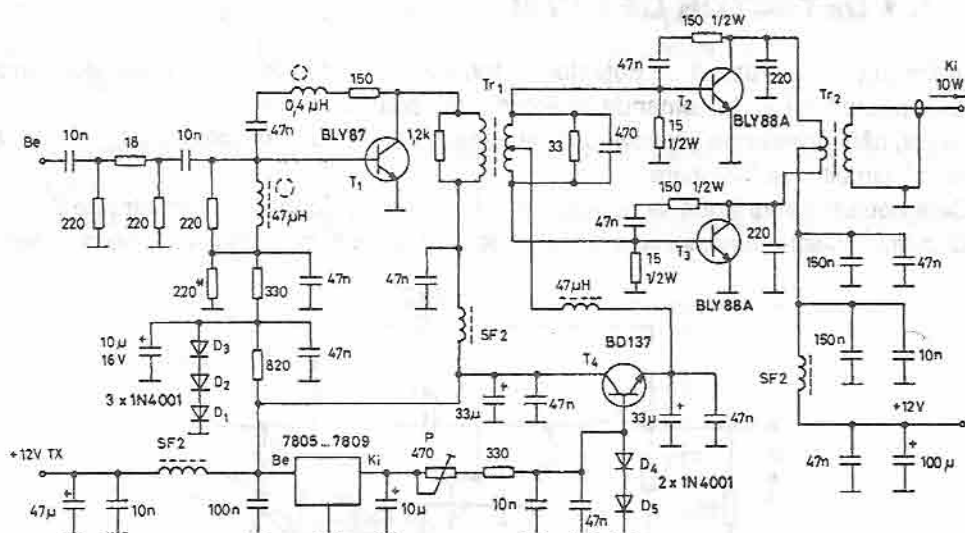 150 1/2W
47n
220
T2
BLY88A
Tr2
Ki
10W
0,4 µH
150
47n
BLY87
T1
1,2k
Tr1
33
470
15
1/2W
150 1/2W
47n
T3
220
15
1/2W
BLY88A
Be
10n
18
10n
220
220
220
47µH
220*
330
47n
47n
SF2
47µH
BD137
T4
150n
47n
150n
10n
SF2
10µ
16V
D3
D2
D1
3 x 1N4001
820
47n
33µ
47n
33µ
47n
+12V
+12V TX
SF2
7805...7809
Be
Ki
P
470
330
D4
2 x 1N4001
D5
47µ
10n
100n
10µ
10n
47n
47n
100µ